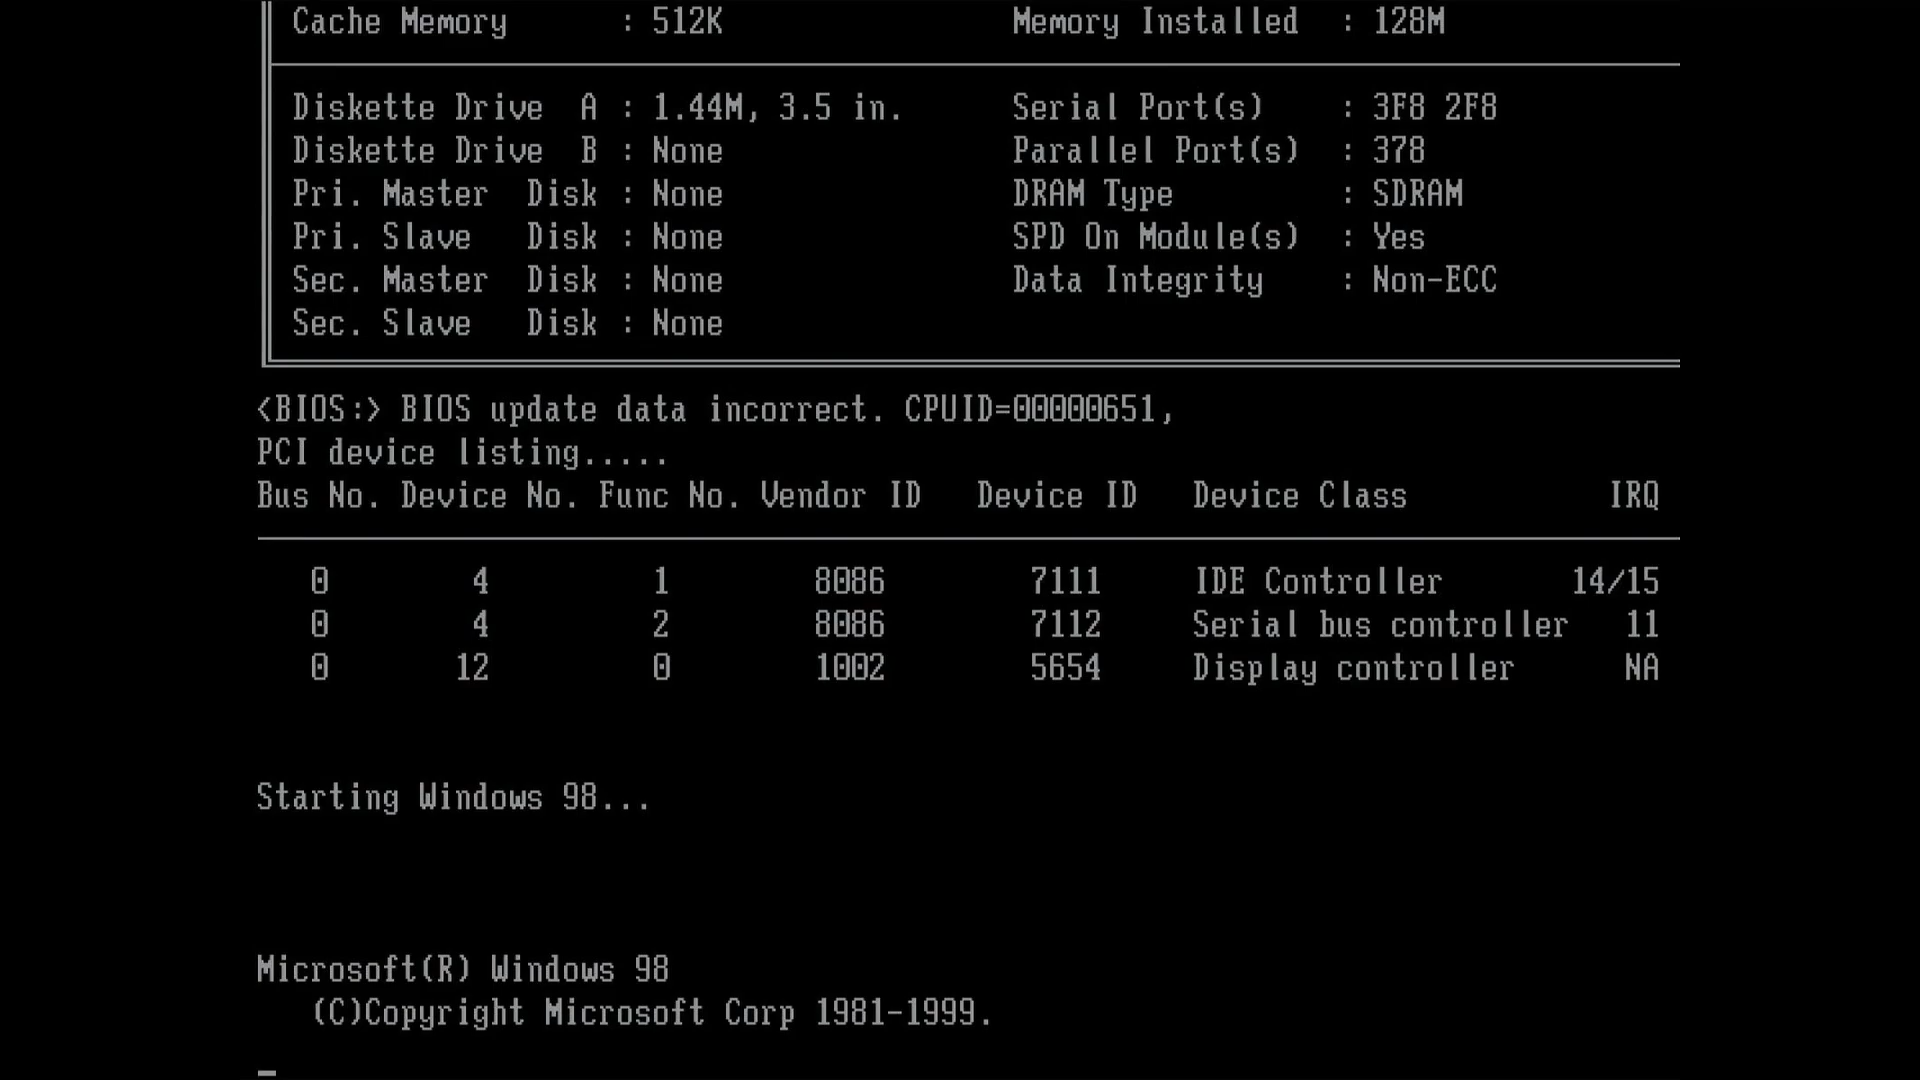 Cache Memory : 512K Memory Installed : 128M
Diskette Drive A : 1.44M, 3.5 in. Serial Port(s) : 3F8 2F8
Diskette Drive B : None Parallel Port(s) : 378
Pri. Master Disk : None DRAM Type : SDRAM
Pri. Slave Disk : None SPD On Module(s) : Yes
Sec. Master Disk : None Data Integrity : Non-ECC
Sec. Slave Disk : None
<BIOS:> BIOS update data incorrect. CPUID=00000651,
PCI device listing.....
Bus No. Device No. Func No. Vendor ID Device ID Device Class IRQ
0 4 1 8086 7111 IDE Controller 14/15
0 4 2 8086 7112 Serial bus controller 11
0 12 0 1002 5654 Display controller NA
Starting Windows 98...
Microsoft(R) Windows 98
(C)Copyright Microsoft Corp 1981-1999.